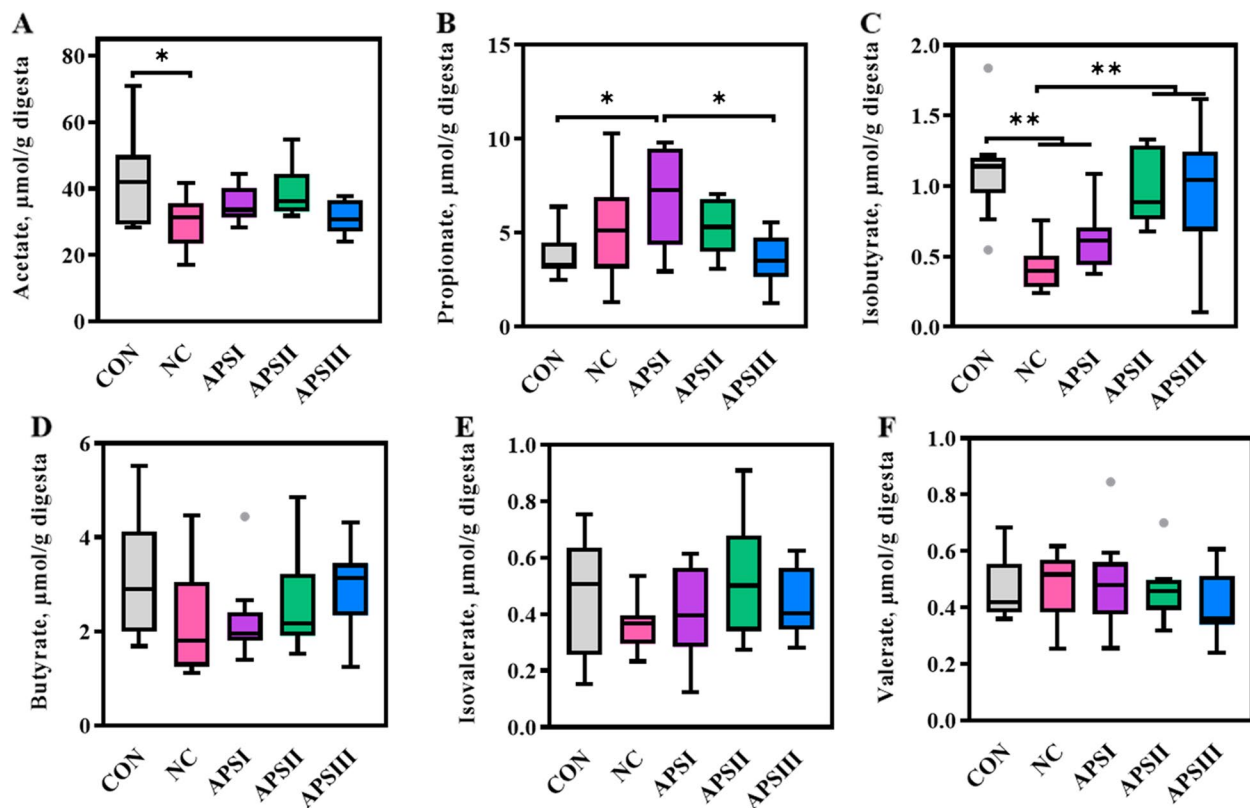 A
Acetate, µmol/g digesta
80
60
40
20
0
*
CON
NC
APSI
APSII
APSIII
B
Propionate, µmol/g digesta
15
10
5
0
*
*
CON
NC
APSI
APSII
APSIII
C
Isobutyrate, µmol/g digesta
2.0
1.5
1.0
0.5
0.0
**
**
CON
NC
APSI
APSII
APSIII
D
Butyrate, µmol/g digesta
6
4
2
0
CON
NC
APSI
APSII
APSIII
E
Isovalerate, µmol/g digesta
1.0
0.8
0.6
0.4
0.2
0.0
CON
NC
APSI
APSII
APSIII
F
Valerate, µmol/g digesta
1.0
0.8
0.6
0.4
0.2
0.0
CON
NC
APSI
APSII
APSIII